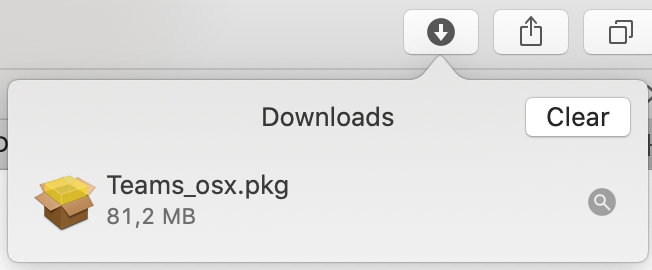 Downloads
Clear
Teams_osx.pkg
81,2 MB